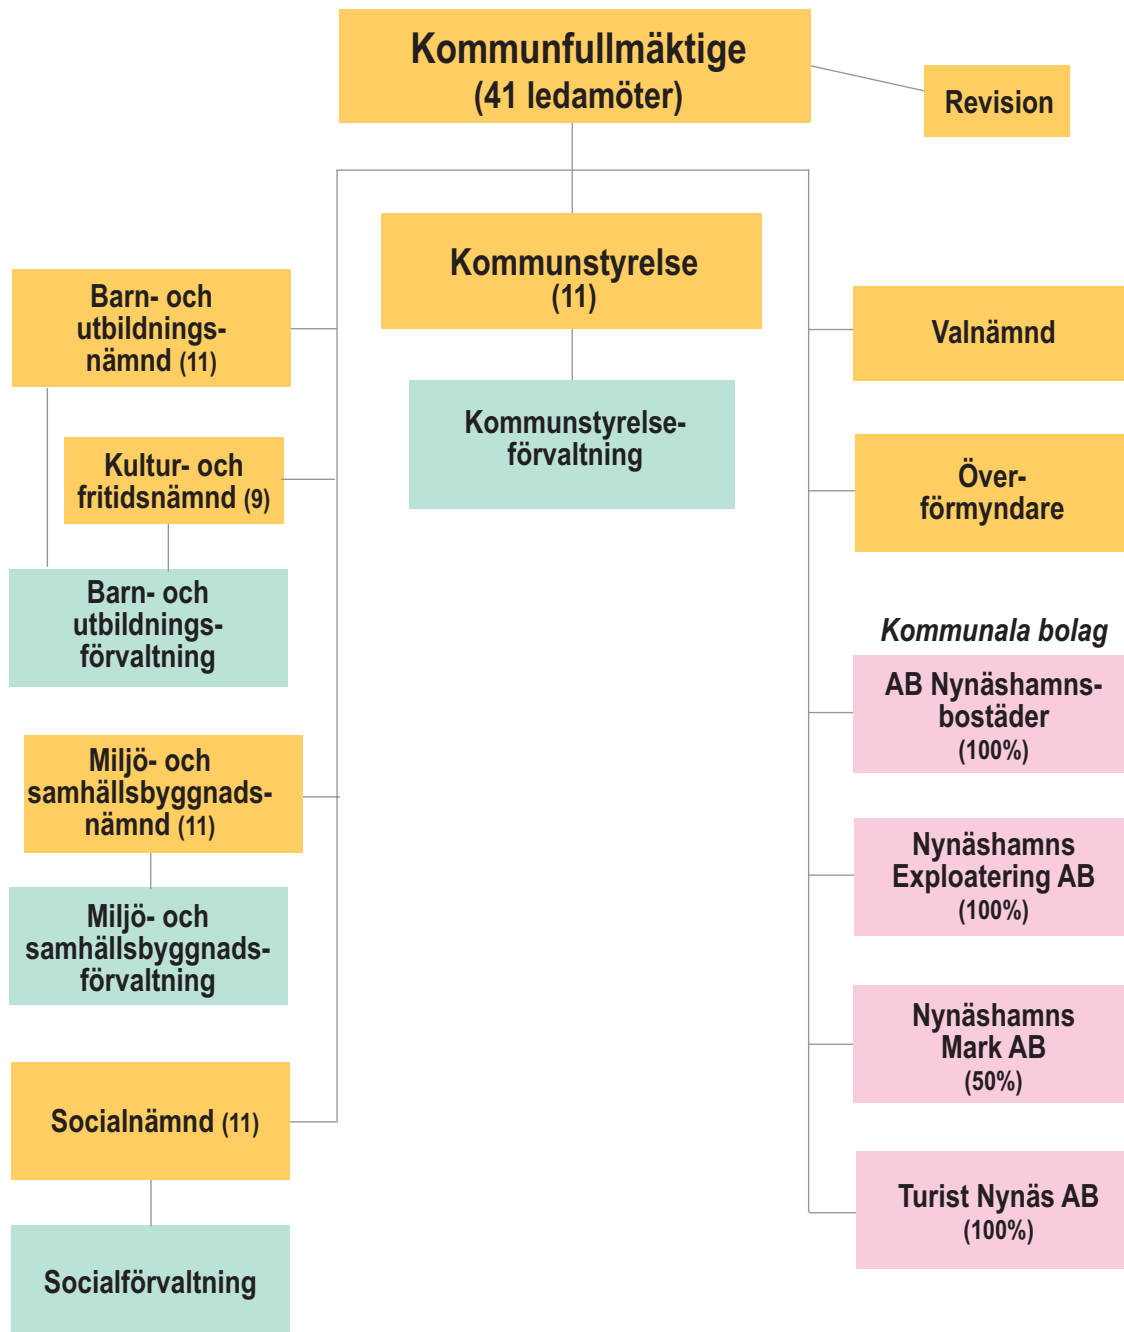 Kommunfullmäktige
(41 ledamöter)
Revision
Kommunstyrelse
(11)
Kommunstyrelse-
förvaltning
Barn- och
utbildnings-
nämnd (11)
Kultur- och
fritidsnämnd (9)
Barn- och
utbildnings-
förvaltning
Miljö- och
samhällsbyggnads-
nämnd (11)
Miljö- och
samhällsbyggnads-
förvaltning
Socialnämnd (11)
Socialförvaltning
Valnämnd
Över-
förmyndare
Kommunala bolag
AB Nynäshamns-
bostäder
(100%)
Nynäshamns
Exploatering AB
(100%)
Nynäshamns
Mark AB
(50%)
Turist Nynäs AB
(100%)